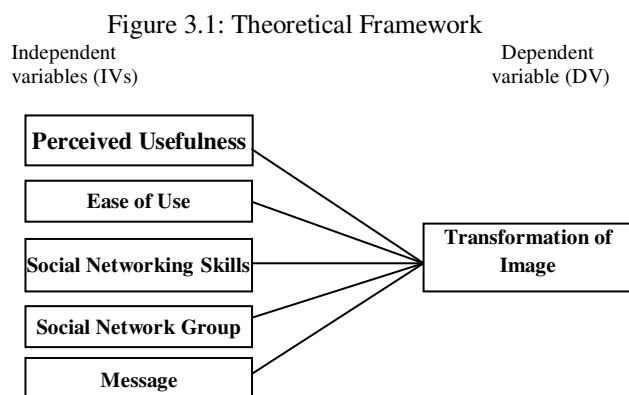 Figure 3.1: Theoretical Framework
Independent
variables (IVs)
Dependent
variable (DV)
Perceived Usefulness
Ease of Use
Social Networking Skills
Social Network Group
Message
Transformation of
Image